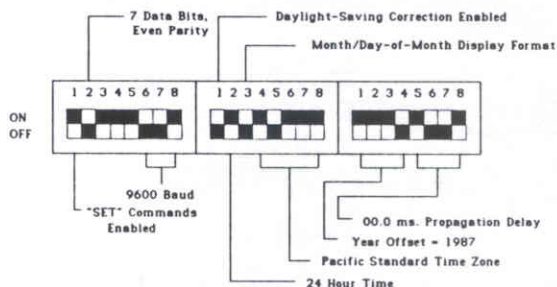 7 Data Bits,
Even Parity
Daylight-Saving Correction Enabled
Month/Day-of-Month Display Format
1 2 3 4 5 6 7 8
1 2 3 4 5 6 7 8
1 2 3 4 5 6 7 8
ON
OFF
9600 Baud
"SET" Commands
Enabled
00.0 ms. Propagation Delay
Year Offset = 1987
Pacific Standard Time Zone
24 Hour Time